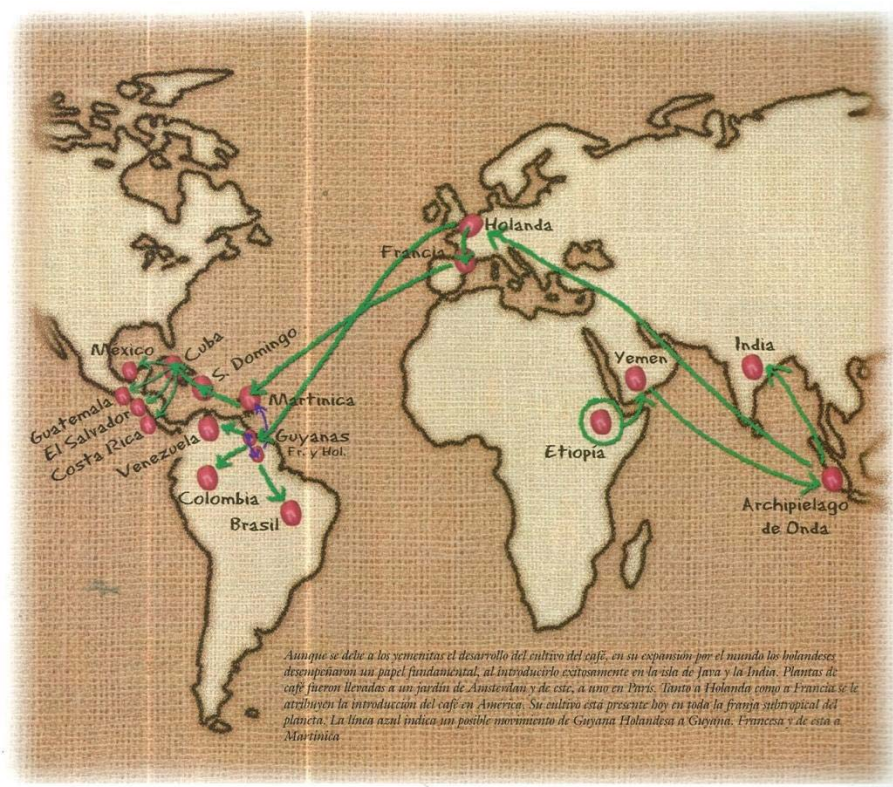 Holanda
Francia
México
Cuba
S. Domingo
Martinica
Guatemala
El Salvador
Costa Rica
Venezuela
Guyanas
Fr. y Hol.
Colombia
Brasil
Yemen
India
Etiopía
Archipielago
de Onda
Aunque se debe a los yemenitas el desarrollo del cultivo del café, en su expansión por el mundo los holandeses
desempeñaron un papel fundamental, al introducirlo exitosamente en la isla de Java y la India. Plantas de
café fueron llevadas a un jardín de Ámsterdan y de este, a uno en París. Tanto a Holanda como a Francia se le
atribuyen la introducción del café en América. Su cultivo está presente hoy en toda la franja subtropical del
planeta. La línea azul indica un posible movimiento de Guyana Holandesa a Guyana. Francesa y de esta a
Martinica